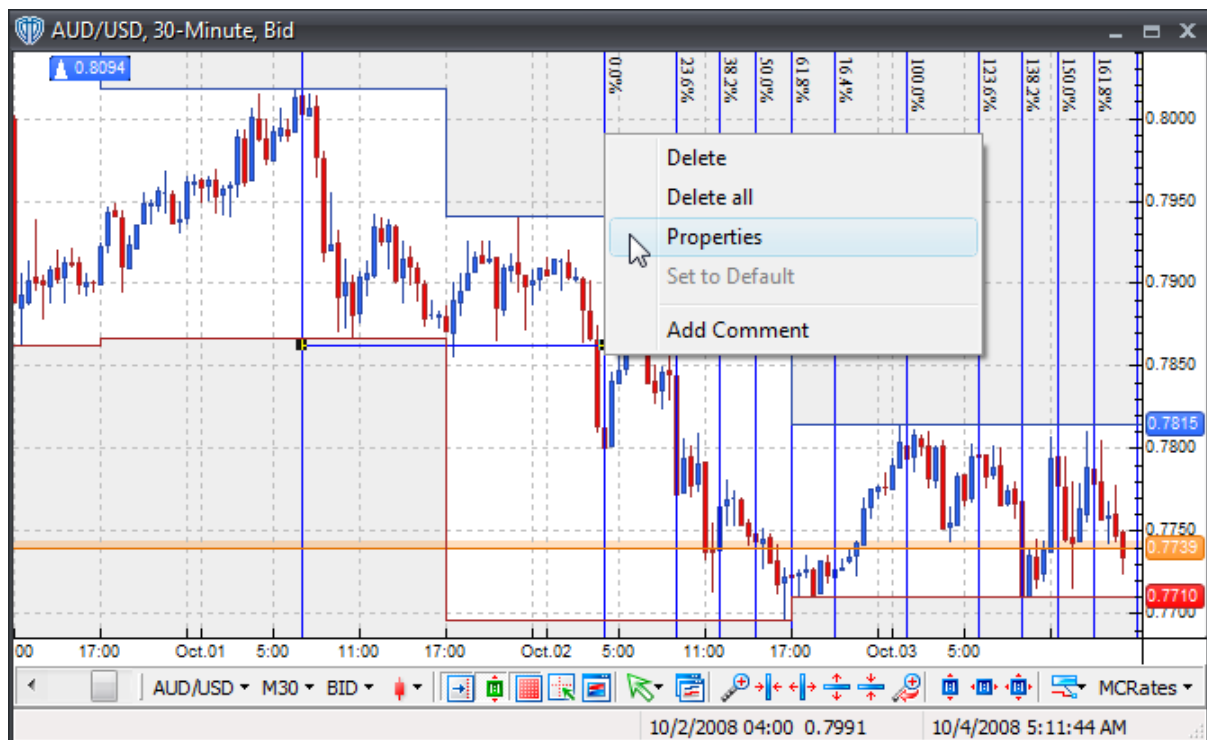 AUD/USD, 30-Minute, Bid
0.8094
0.0%
23.6%
38.2%
50.0%
61.8%
16.4%
100.0%
123.6%
138.2%
150.0%
161.8%
0.8000
0.7950
0.7900
0.7850
0.7815
0.7800
0.7750
0.7739
0.7710
0.7700
Delete
Delete all
Properties
Set to Default
Add Comment
:00 17:00 Oct.01 5:00 11:00 17:00 Oct.02 5:00 11:00 17:00 Oct.03 5:00
AUD/USD M30 BID MCRates
10/2/2008 04:00 0.7991 10/4/2008 5:11:44 AM